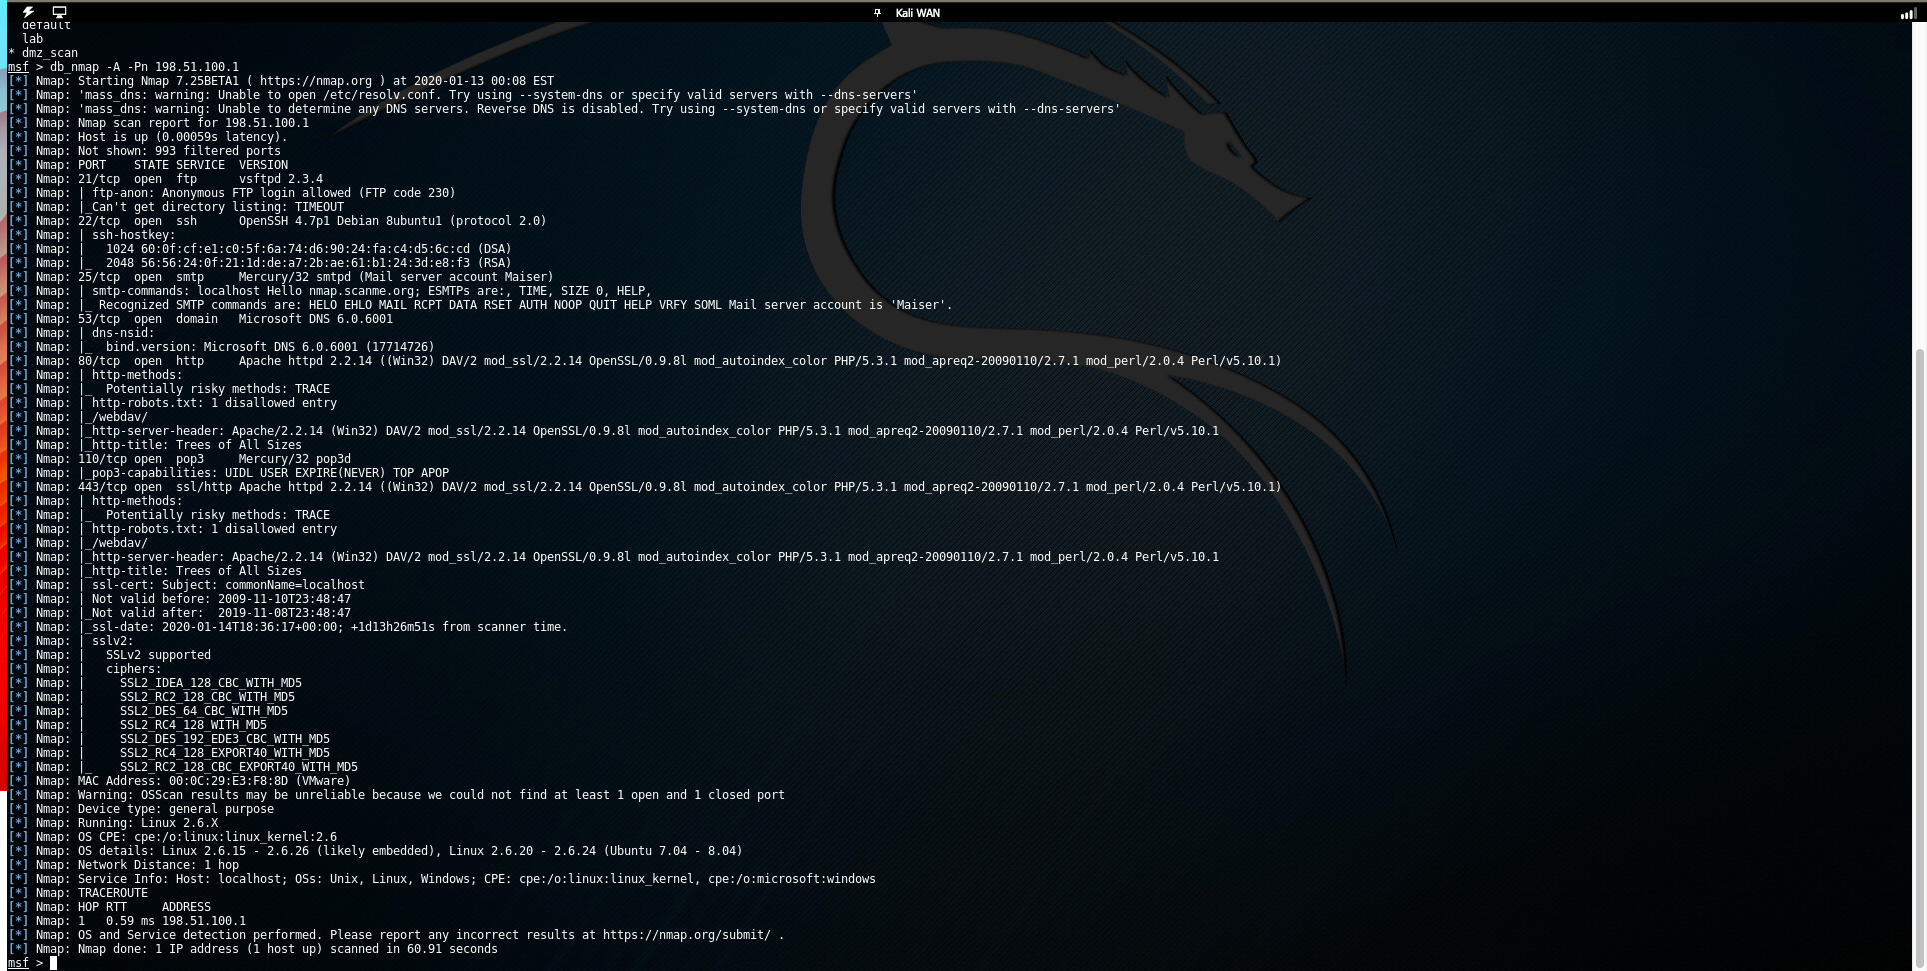 Kali WAN
default
lab
* dmz_scan
msf > db_nmap -A -Pn 198.51.100.1
[*] Nmap: Starting Nmap 7.25BETA1 ( https://nmap.org ) at 2020-01-13 00:08 EST
[*] Nmap: 'mass_dns: warning: Unable to open /etc/resolv.conf. Try using --system-dns or specify valid servers with --dns-servers'
[*] Nmap: 'mass_dns: warning: Unable to determine any DNS servers. Reverse DNS is disabled. Try using --system-dns or specify valid servers with --dns-servers'
[*] Nmap: Nmap scan report for 198.51.100.1
[*] Nmap: Host is up (0.00059s latency).
[*] Nmap: Not shown: 993 filtered ports
[*] Nmap: PORT    STATE SERVICE  VERSION
[*] Nmap: 21/tcp  open  ftp      vsftpd 2.3.4
[*] Nmap: | ftp-anon: Anonymous FTP login allowed (FTP code 230)
[*] Nmap: |_Can't get directory listing: TIMEOUT
[*] Nmap: 22/tcp  open  ssh      OpenSSH 4.7p1 Debian 8ubuntu1 (protocol 2.0)
[*] Nmap: | ssh-hostkey:
[*] Nmap: |   1024 60:0f:cf:e1:c0:5f:6a:74:d6:90:24:fa:c4:d5:6c:cd (DSA)
[*] Nmap: |_  2048 56:56:24:0f:21:1d:de:a7:2b:ae:61:b1:24:3d:e8:f3 (RSA)
[*] Nmap: 25/tcp  open  smtp     Mercury/32 smtpd (Mail server account Maiser)
[*] Nmap: | smtp-commands: localhost Hello nmap.scanme.org; ESMTPs are:, TIME, SIZE 0, HELP,
[*] Nmap: |_ Recognized SMTP commands are: HELO EHLO MAIL RCPT DATA RSET AUTH NOOP QUIT HELP VRFY SOML Mail server account is 'Maiser'.
[*] Nmap: 53/tcp  open  domain   Microsoft DNS 6.0.6001
[*] Nmap: | dns-nsid:
[*] Nmap: |_  bind.version: Microsoft DNS 6.0.6001 (17714726)
[*] Nmap: 80/tcp  open  http     Apache httpd 2.2.14 ((Win32) DAV/2 mod_ssl/2.2.14 OpenSSL/0.9.8l mod_autoindex_color PHP/5.3.1 mod_apreq2-20090110/2.7.1 mod_perl/2.0.4 Perl/v5.10.1)
[*] Nmap: | http-methods:
[*] Nmap: |_  Potentially risky methods: TRACE
[*] Nmap: | http-robots.txt: 1 disallowed entry
[*] Nmap: |_/webdav/
[*] Nmap: |_http-server-header: Apache/2.2.14 (Win32) DAV/2 mod_ssl/2.2.14 OpenSSL/0.9.8l mod_autoindex_color PHP/5.3.1 mod_apreq2-20090110/2.7.1 mod_perl/2.0.4 Perl/v5.10.1
[*] Nmap: |_http-title: Trees of All Sizes
[*] Nmap: 110/tcp open  pop3     Mercury/32 pop3d
[*] Nmap: |_pop3-capabilities: UIDL USER EXPIRE(NEVER) TOP APOP
[*] Nmap: 443/tcp open  ssl/http Apache httpd 2.2.14 ((Win32) DAV/2 mod_ssl/2.2.14 OpenSSL/0.9.8l mod_autoindex_color PHP/5.3.1 mod_apreq2-20090110/2.7.1 mod_perl/2.0.4 Perl/v5.10.1)
[*] Nmap: | http-methods:
[*] Nmap: |_  Potentially risky methods: TRACE
[*] Nmap: | http-robots.txt: 1 disallowed entry
[*] Nmap: |_/webdav/
[*] Nmap: |_http-server-header: Apache/2.2.14 (Win32) DAV/2 mod_ssl/2.2.14 OpenSSL/0.9.8l mod_autoindex_color PHP/5.3.1 mod_apreq2-20090110/2.7.1 mod_perl/2.0.4 Perl/v5.10.1
[*] Nmap: |_http-title: Trees of All Sizes
[*] Nmap: | ssl-cert: Subject: commonName=localhost
[*] Nmap: | Not valid before: 2009-11-10T23:48:47
[*] Nmap: |_Not valid after:  2019-11-08T23:48:47
[*] Nmap: |_ssl-date: 2020-01-14T18:36:17+00:00; +1d13h26m51s from scanner time.
[*] Nmap: | sslv2:
[*] Nmap: |   SSLv2 supported
[*] Nmap: |   ciphers:
[*] Nmap: |     SSL2_IDEA_128_CBC_WITH_MD5
[*] Nmap: |     SSL2_RC2_128_CBC_WITH_MD5
[*] Nmap: |     SSL2_DES_64_CBC_WITH_MD5
[*] Nmap: |     SSL2_RC4_128_WITH_MD5
[*] Nmap: |     SSL2_DES_192_EDE3_CBC_WITH_MD5
[*] Nmap: |     SSL2_RC4_128_EXPORT40_WITH_MD5
[*] Nmap: |_    SSL2_RC2_128_CBC_EXPORT40_WITH_MD5
[*] Nmap: MAC Address: 00:0C:29:E3:F8:8D (VMware)
[*] Nmap: Warning: OSScan results may be unreliable because we could not find at least 1 open and 1 closed port
[*] Nmap: Device type: general purpose
[*] Nmap: Running: Linux 2.6.X
[*] Nmap: OS CPE: cpe:/o:linux:linux_kernel:2.6
[*] Nmap: OS details: Linux 2.6.15 - 2.6.26 (likely embedded), Linux 2.6.20 - 2.6.24 (Ubuntu 7.04 - 8.04)
[*] Nmap: Network Distance: 1 hop
[*] Nmap: Service Info: Host: localhost; OSs: Unix, Linux, Windows; CPE: cpe:/o:linux:linux_kernel, cpe:/o:microsoft:windows
[*] Nmap: TRACEROUTE
[*] Nmap: HOP RTT     ADDRESS
[*] Nmap: 1   0.59 ms 198.51.100.1
[*] Nmap: OS and Service detection performed. Please report any incorrect results at https://nmap.org/submit/ .
[*] Nmap: Nmap done: 1 IP address (1 host up) scanned in 60.91 seconds
msf >